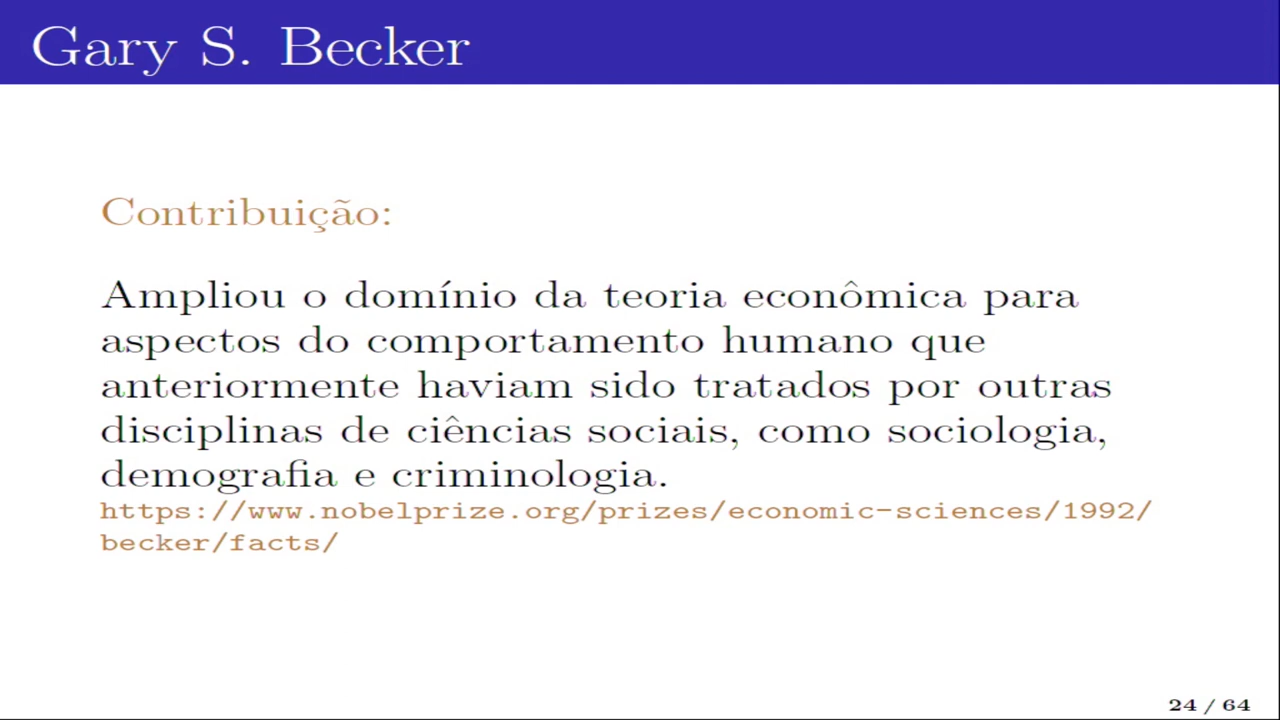 Gary S. Becker
Contribuição:
Ampliou o domínio da teoria econômica para
aspectos do comportamento humano que
anteriormente haviam sido tratados por outras
disciplinas de ciências sociais, como sociologia,
demografia e criminologia.
https://www.nobelprize.org/prizes/economic-sciences/1992/
becker/facts/
24 / 64